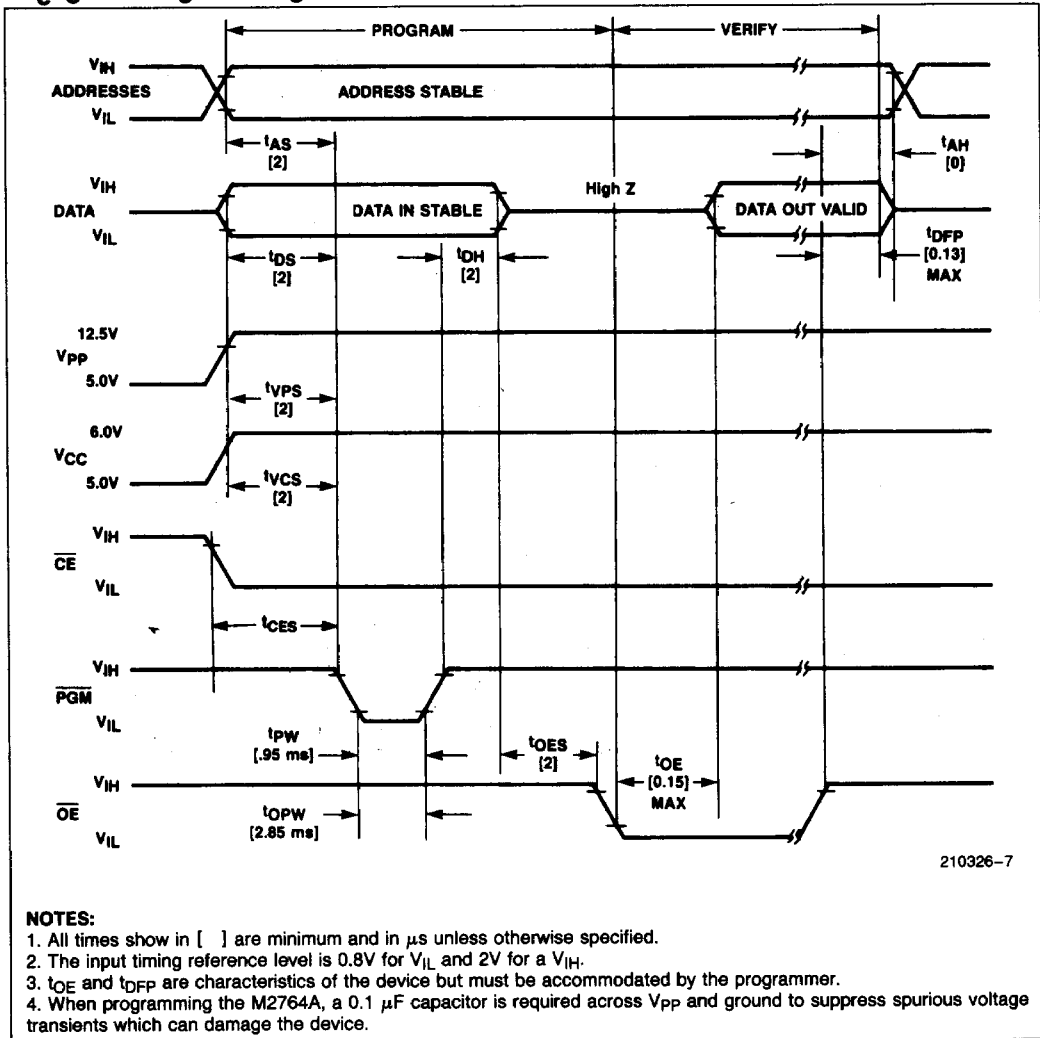 PROGRAM VERIFY
VIH
ADDRESSES ADDRESS STABLE
VIL
tAS
[2]
tAH
[0]
VIH
High Z
DATA DATA IN STABLE DATA OUT VALID
VIL
tDS
[2]
tDH
[2]
tDFP
[0.13]
MAX
12.5V
VPP
5.0V
tVPS
[2]
6.0V
VCC
5.0V
tVCS
[2]
VIH
CE
VIL
tCES
VIH
PGM
VIL
tPW
[.95 ms]
tOES
[2]
tOE
[0.15]
MAX
VIH
OE
VIL
tOPW
[2.85 ms]
210326–7
NOTES:
1. All times show in [ ] are minimum and in μs unless otherwise specified.
2. The input timing reference level is 0.8V for VIL and 2V for a VIH.
3. tOE and tDFP are characteristics of the device but must be accommodated by the programmer.
4. When programming the M2764A, a 0.1 μF capacitor is required across VPP and ground to suppress spurious voltage
transients which can damage the device.